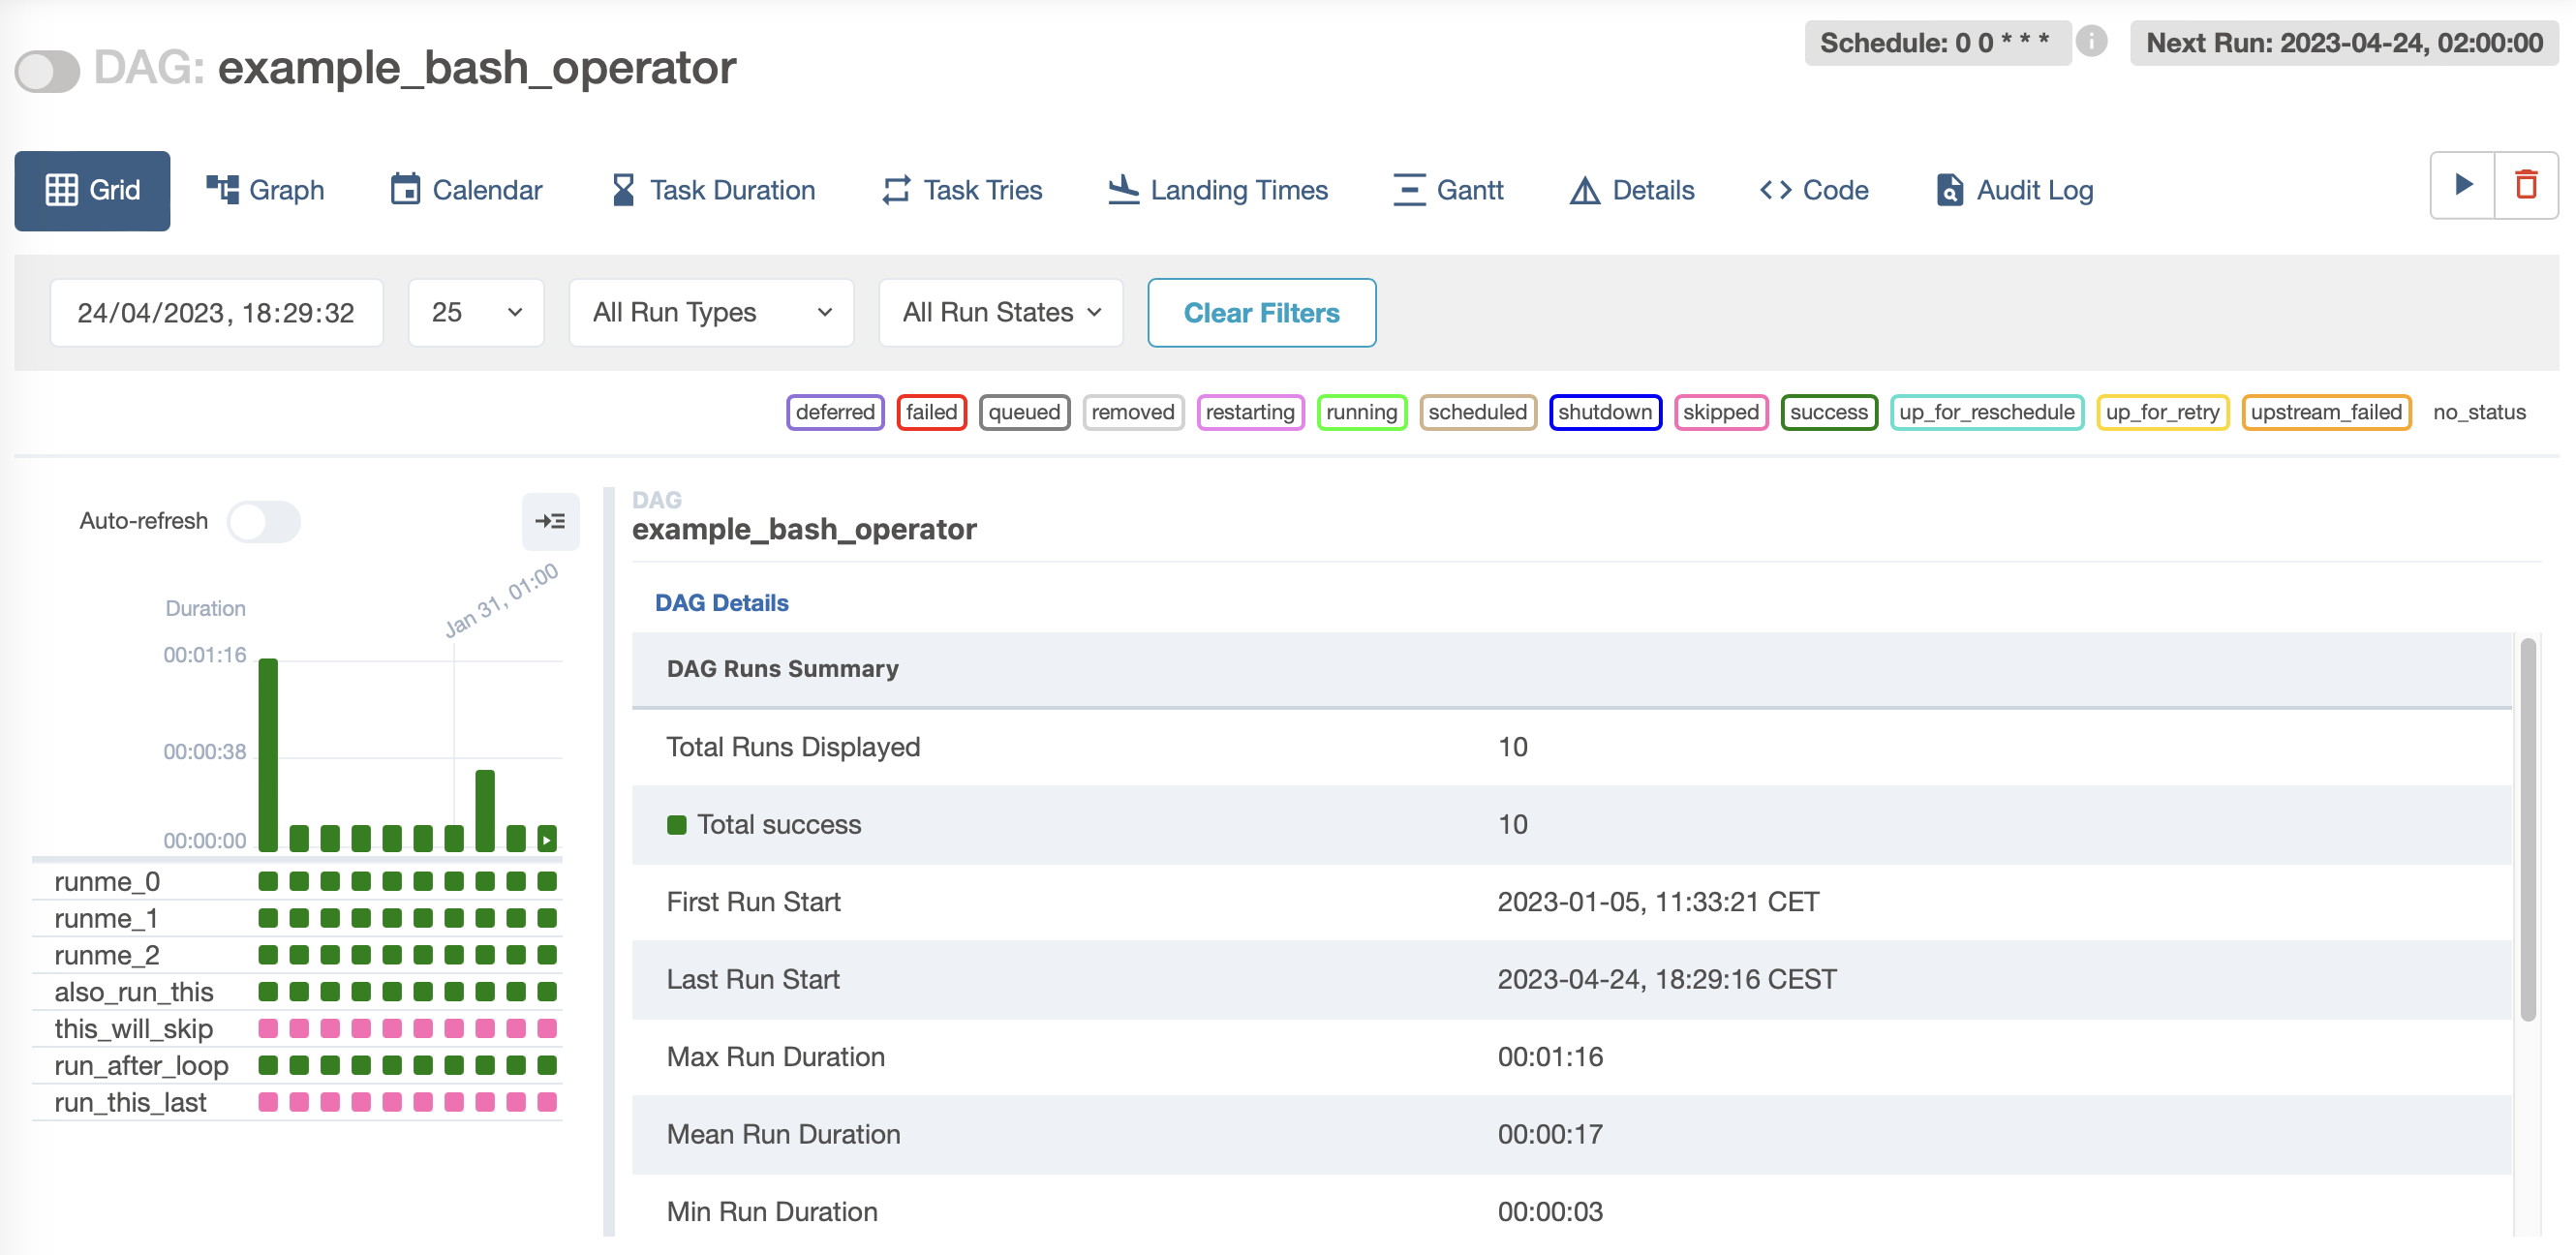 DAG: example_bash_operator
Schedule: 0 0 * * *
i
Next Run: 2023-04-24, 02:00:00
Grid
Graph
Calendar
Task Duration
Task Tries
Landing Times
Gantt
Details
Code
Audit Log
24/04/2023, 18:29:32
25
All Run Types
All Run States
Clear Filters
deferred
failed
queued
removed
restarting
running
scheduled
shutdown
skipped
success
up_for_reschedule
up_for_retry
upstream_failed
no_status
Auto-refresh
Jan 31, 01:00
Duration
00:01:16
00:00:38
00:00:00
runme_0
runme_1
runme_2
also_run_this
this_will_skip
run_after_loop
run_this_last
DAG
example_bash_operator
DAG Details
DAG Runs Summary
Total Runs Displayed 10
Total success 10
First Run Start 2023-01-05, 11:33:21 CET
Last Run Start 2023-04-24, 18:29:16 CEST
Max Run Duration 00:01:16
Mean Run Duration 00:00:17
Min Run Duration 00:00:03